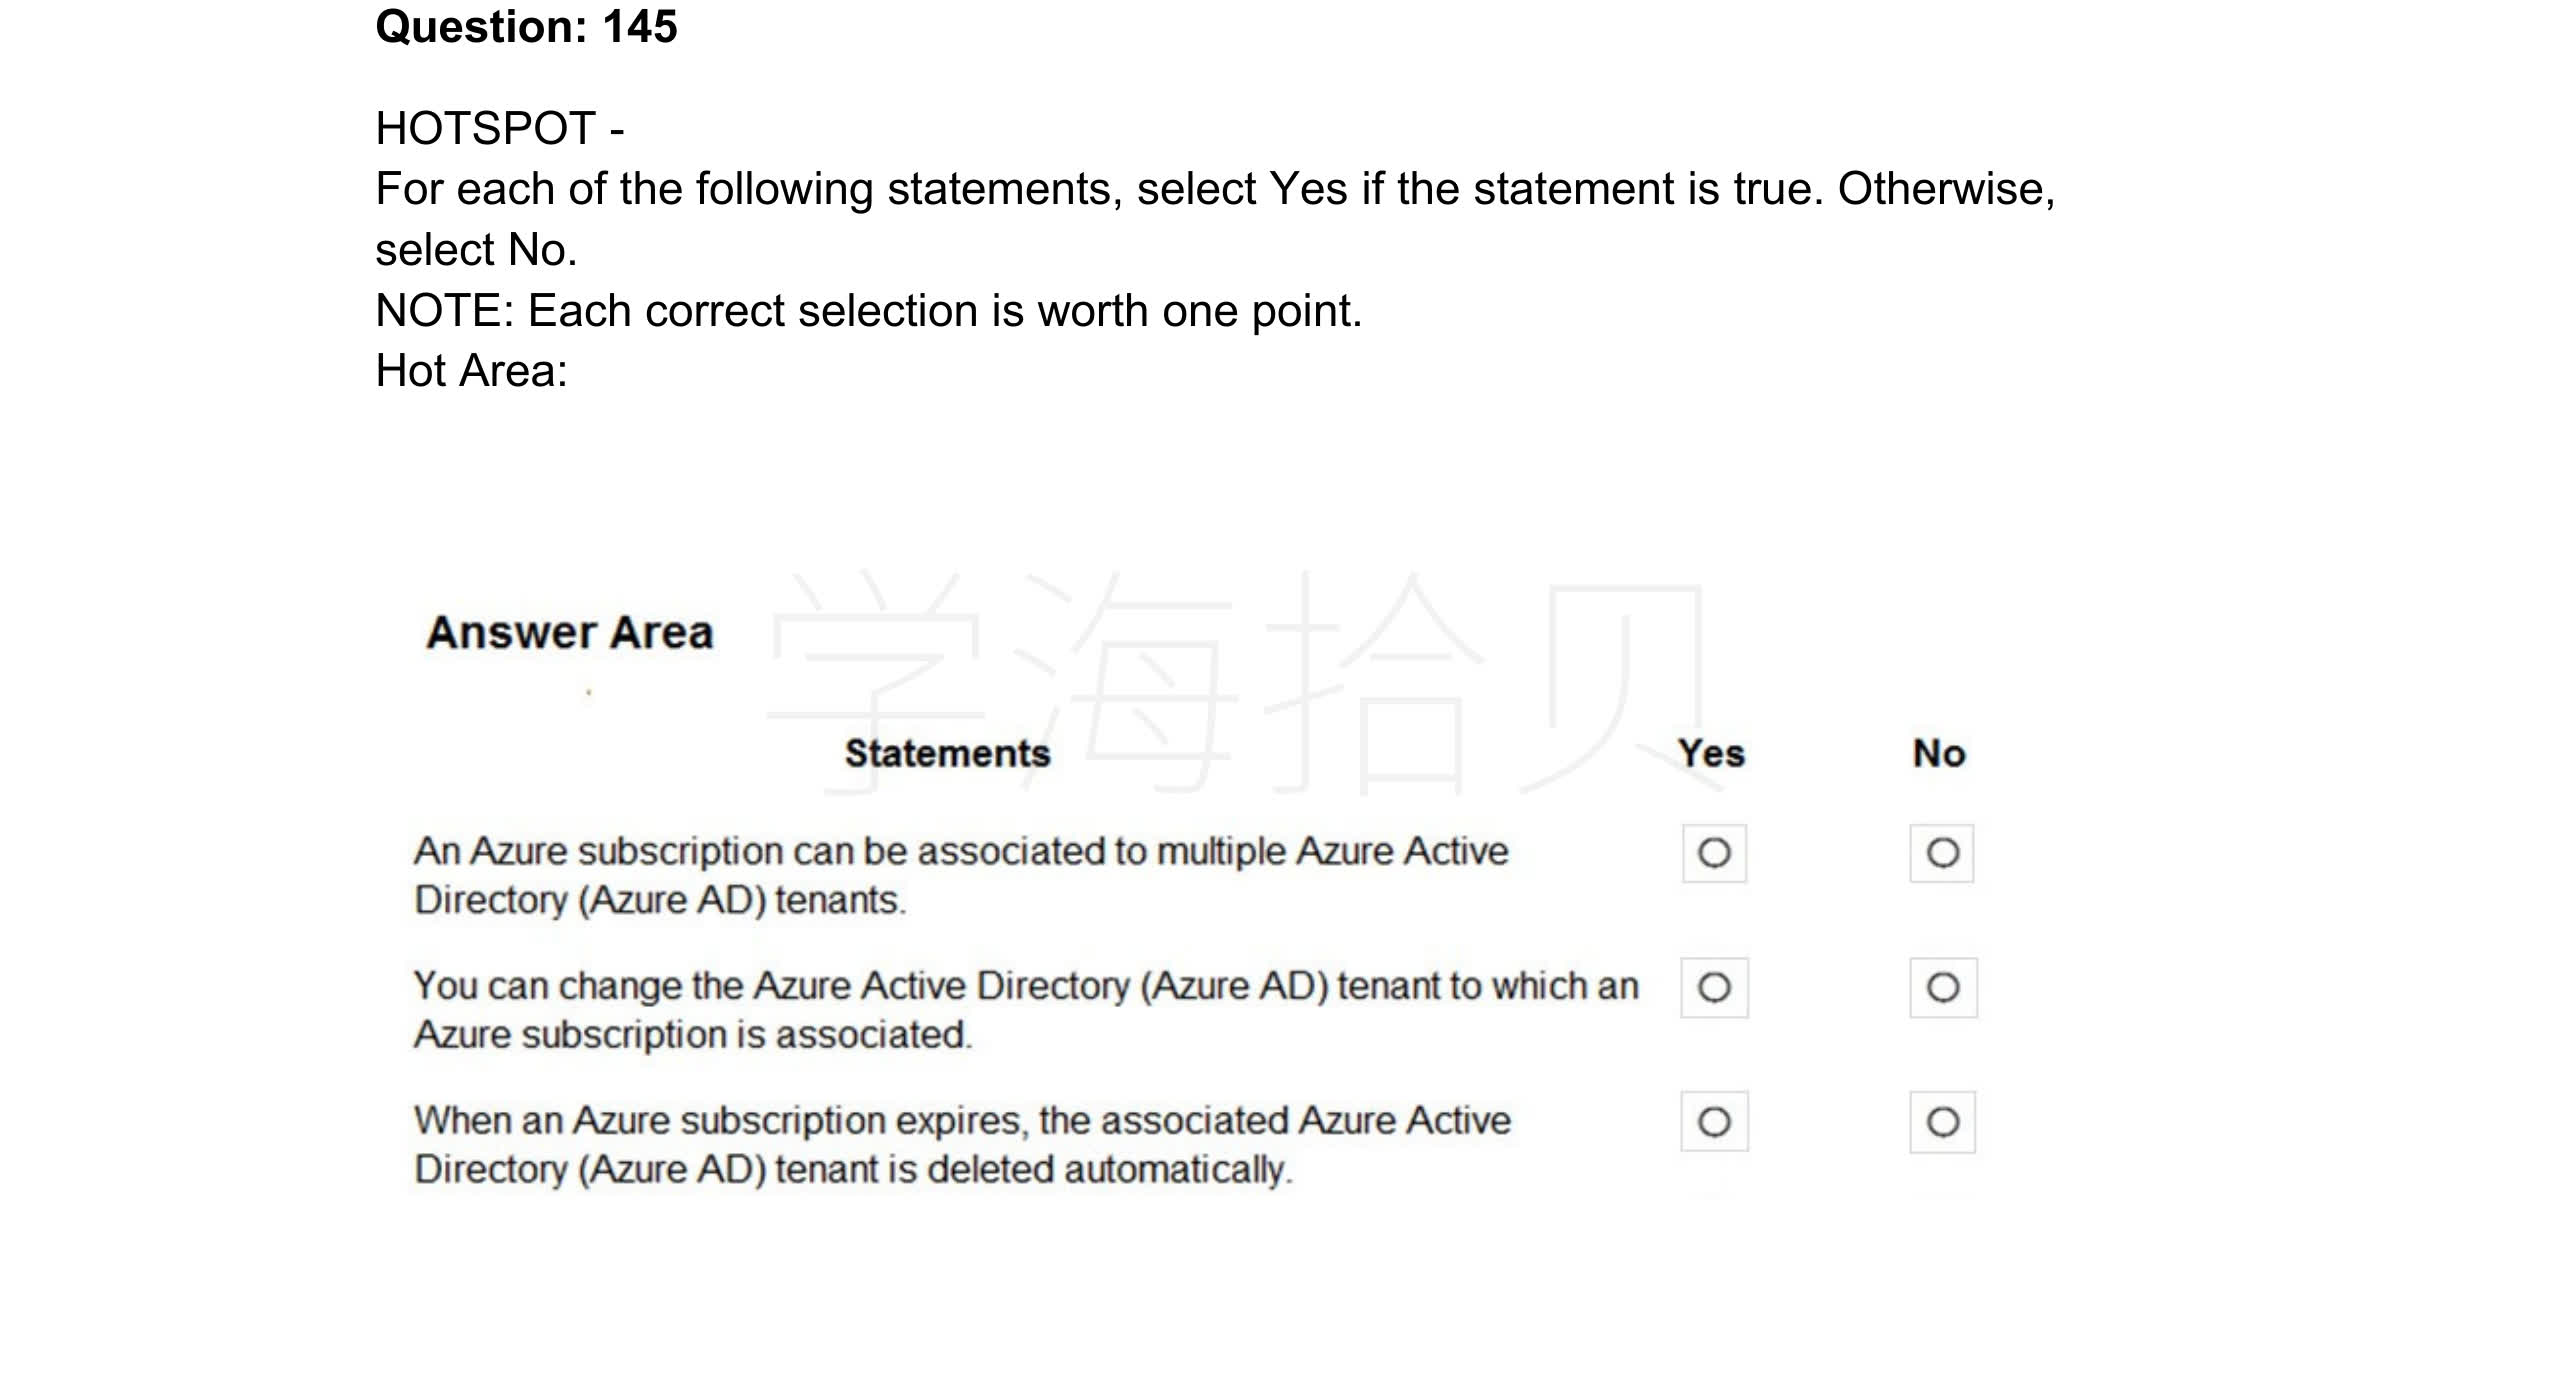 Question: 145
HOTSPOT -
For each of the following statements, select Yes if the statement is true. Otherwise,
select No.
NOTE: Each correct selection is worth one point.
Hot Area:
学海拾贝
Answer Area
Statements Yes No
An Azure subscription can be associated to multiple Azure Active
Directory (Azure AD) tenants.
You can change the Azure Active Directory (Azure AD) tenant to which an
Azure subscription is associated.
When an Azure subscription expires, the associated Azure Active
Directory (Azure AD) tenant is deleted automatically.